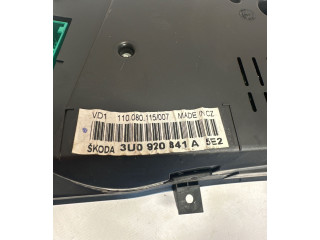 VD1 110.080.115/007 MADE IN CZ
ŠKODA 3U0 920 841 A 5E2